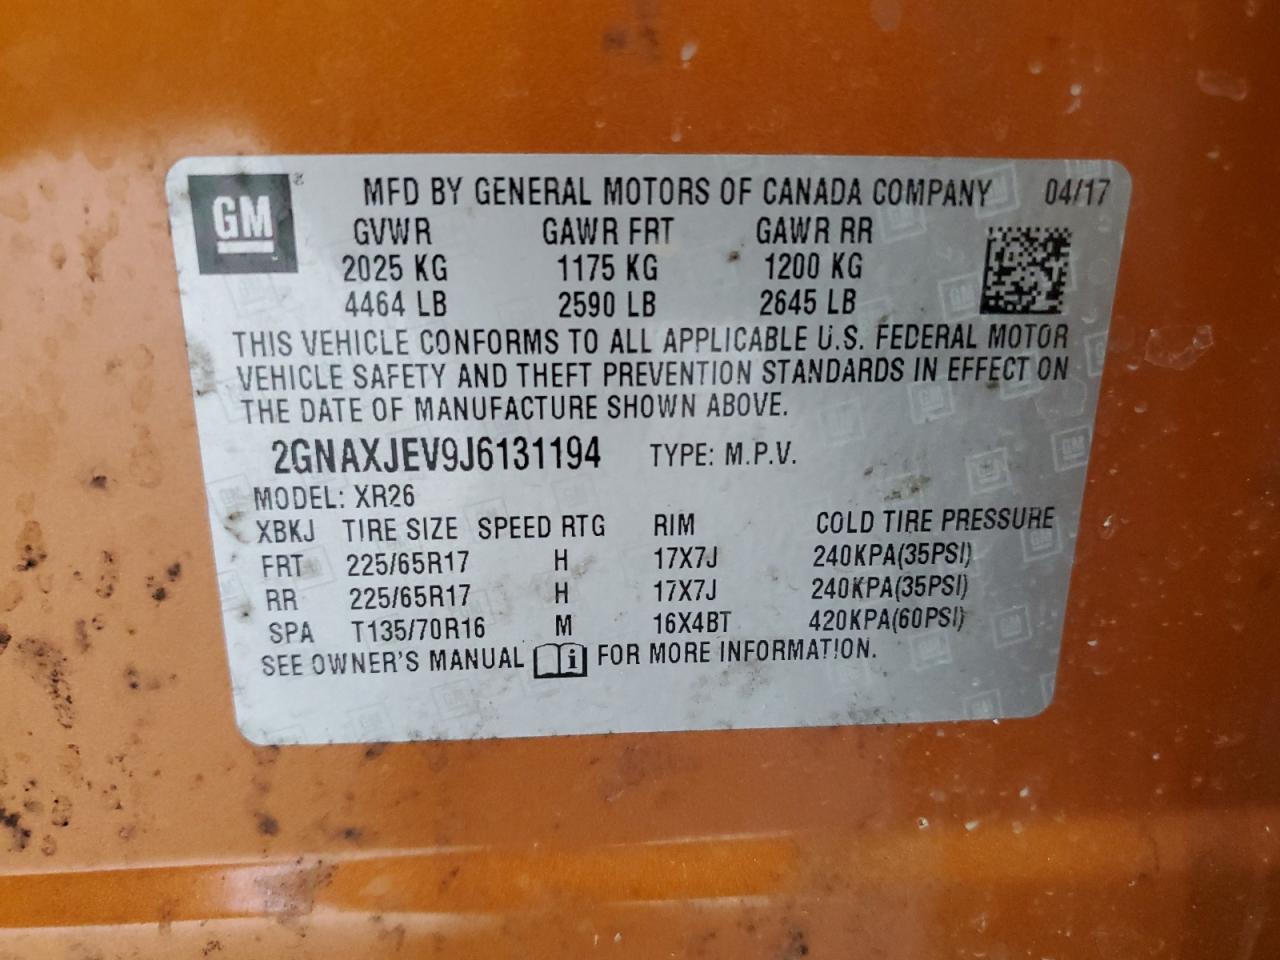 GM MFD BY GENERAL MOTORS OF CANADA COMPANY 04/17
GVWR GAWR FRT GAWR RR
2025 KG 1175 KG 1200 KG
4464 LB 2590 LB 2645 LB
THIS VEHICLE CONFORMS TO ALL APPLICABLE U.S. FEDERAL MOTOR
VEHICLE SAFETY AND THEFT PREVENTION STANDARDS IN EFFECT ON
THE DATE OF MANUFACTURE SHOWN ABOVE.
2GNAXJEV9J6131194 TYPE: M.P.V.
MODEL: XR26
XBKJ TIRE SIZE SPEED RTG RIM COLD TIRE PRESSURE
FRT 225/65R17 H 17X7J 240KPA(35PSI)
RR 225/65R17 H 17X7J 240KPA(35PSI)
SPA T135/70R16 M 16X4BT 420KPA(60PSI)
SEE OWNER'S MANUAL i FOR MORE INFORMATION.